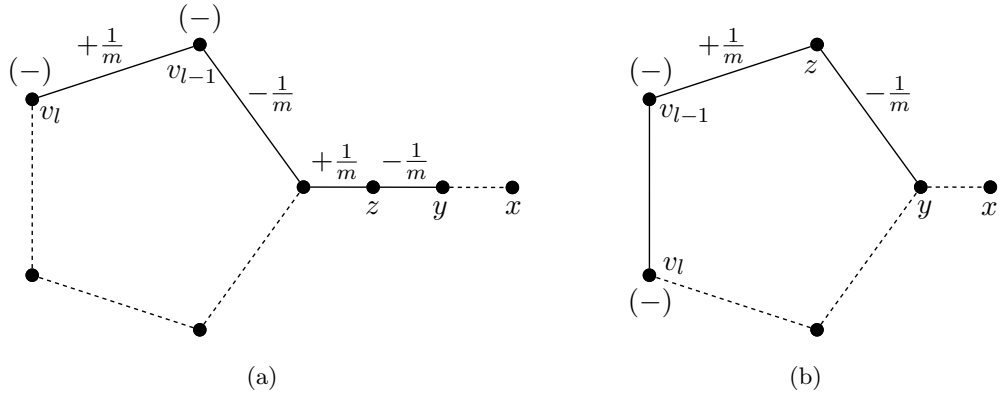 (−)
+1/m
(−)
v_{l−1}
v_l
−1/m
+1/m
−1/m
z
y
x
(a)
+1/m
(−)
z
v_{l−1}
−1/m
y
x
v_l
(−)
(b)